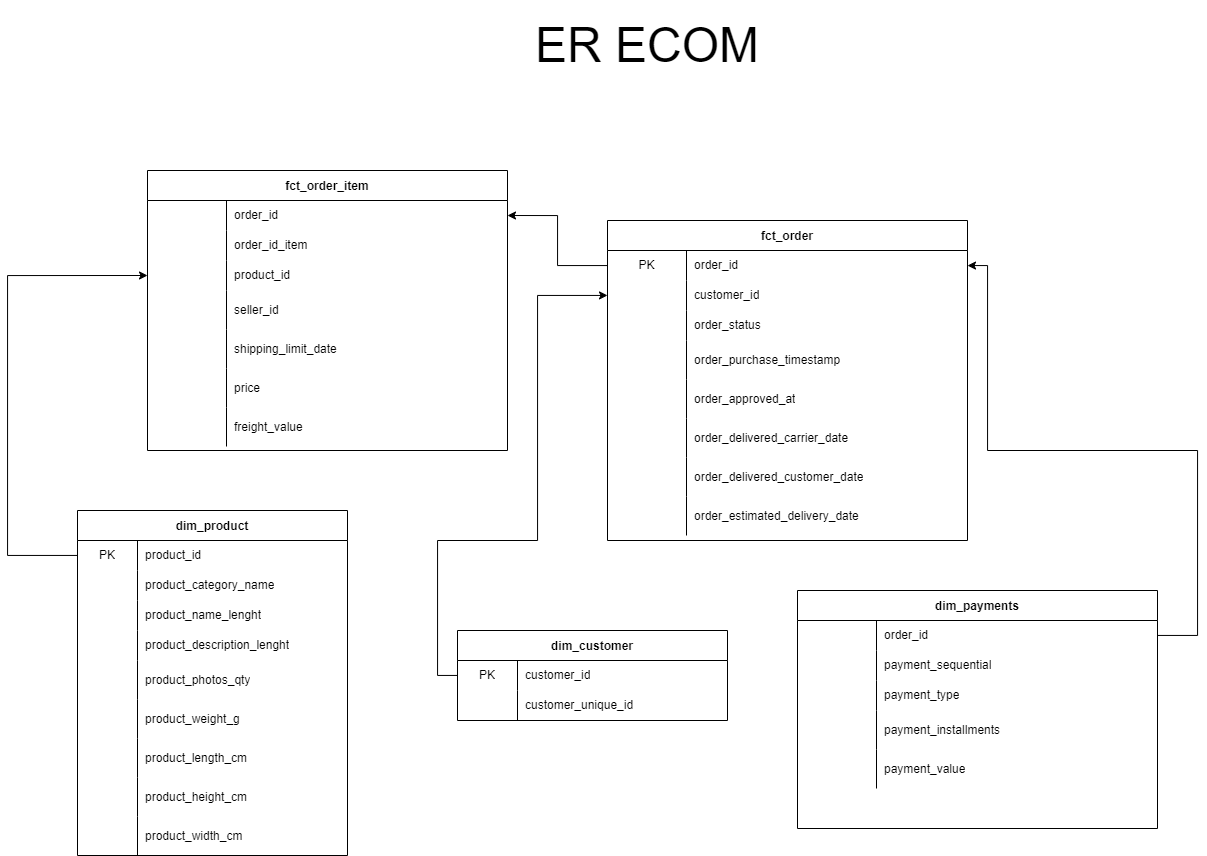 ER ECOM
fct_order_item
order_id
order_id_item
product_id
seller_id
shipping_limit_date
price
freight_value
fct_order
PK order_id
customer_id
order_status
order_purchase_timestamp
order_approved_at
order_delivered_carrier_date
order_delivered_customer_date
order_estimated_delivery_date
dim_product
PK product_id
product_category_name
product_name_lenght
product_description_lenght
product_photos_qty
product_weight_g
product_length_cm
product_height_cm
product_width_cm
dim_customer
PK customer_id
customer_unique_id
dim_payments
order_id
payment_sequential
payment_type
payment_installments
payment_value